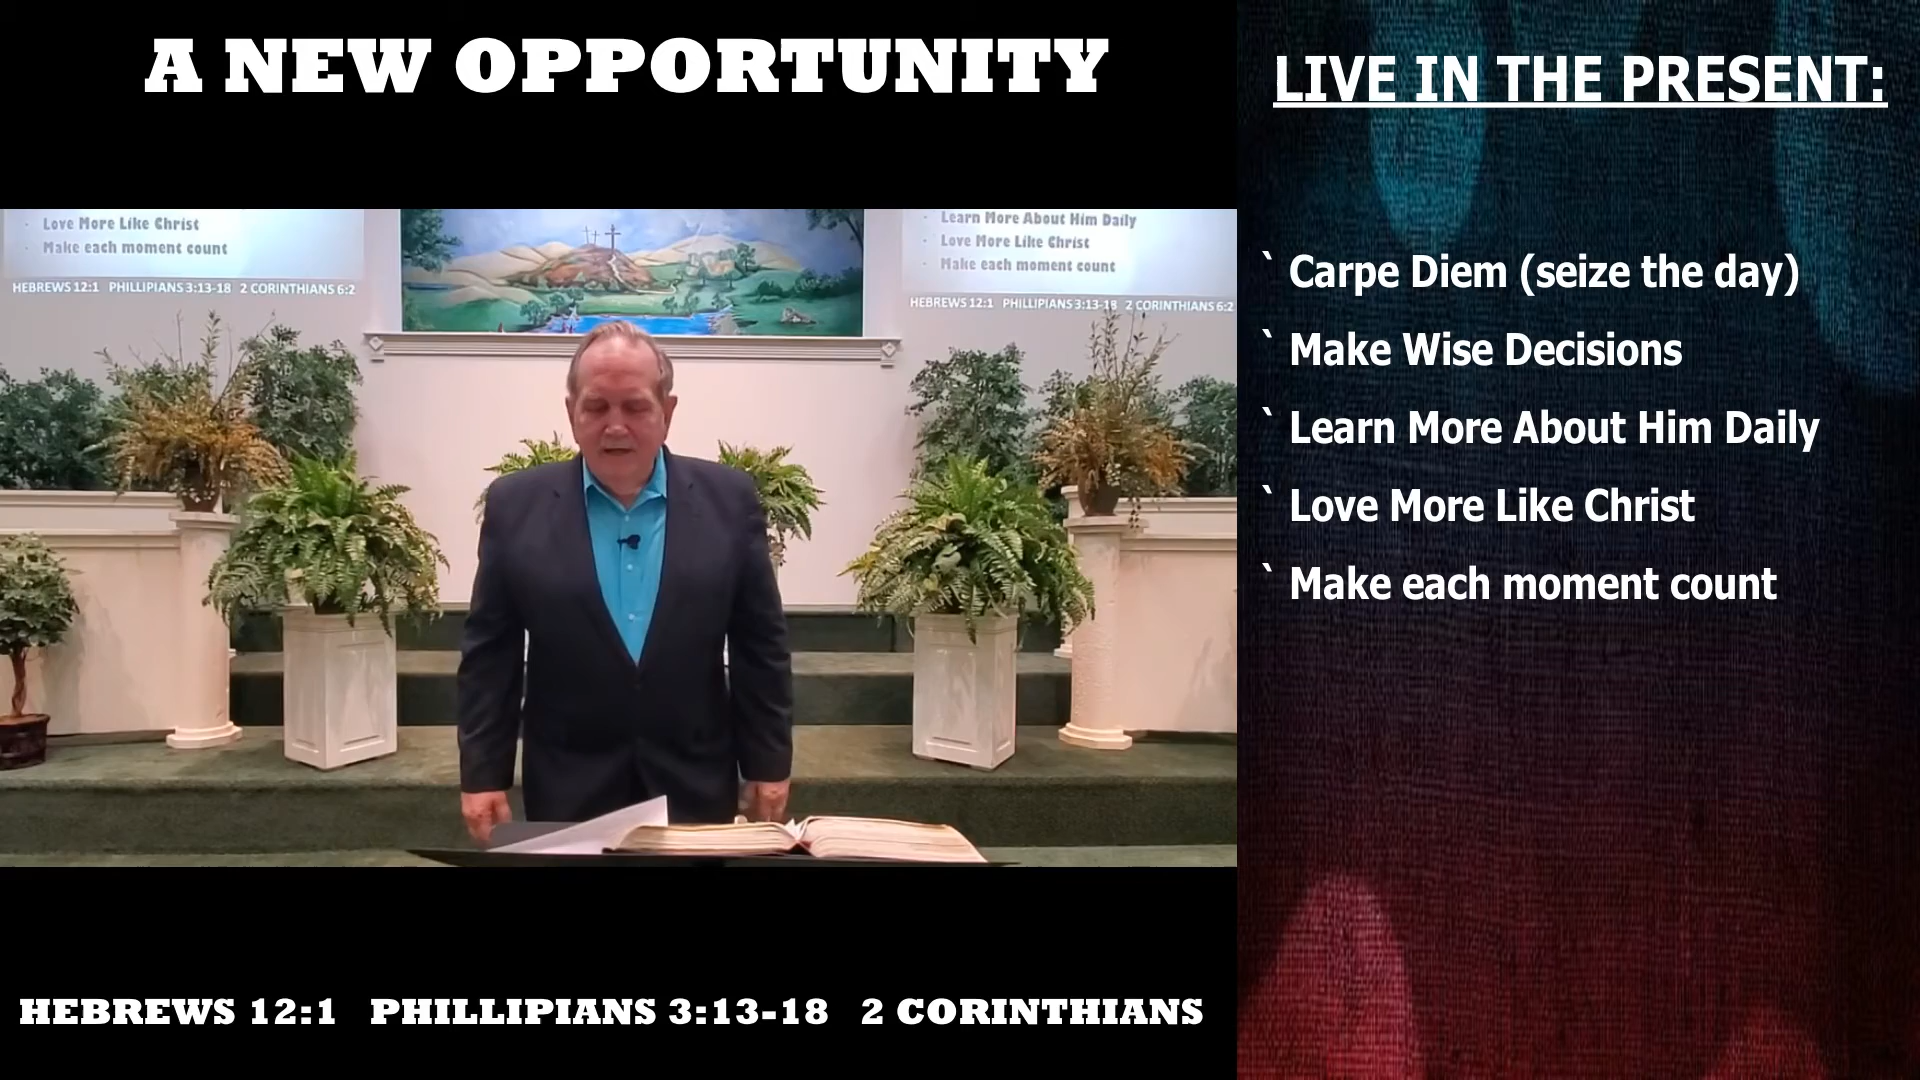 A NEW OPPORTUNITY
Love More Like Christ
Make each moment count
HEBREWS 12:1 PHILLIPIANS 3:13-18 2 CORINTHIANS 6:2
Learn More About Him Daily
Love More Like Christ
Make each moment count
HEBREWS 12:1 PHILLIPIANS 3:13-18 2 CORINTHIANS 6:2
HEBREWS 12:1 PHILLIPIANS 3:13-18 2 CORINTHIANS
LIVE IN THE PRESENT:
` Carpe Diem (seize the day)
` Make Wise Decisions
` Learn More About Him Daily
` Love More Like Christ
` Make each moment count